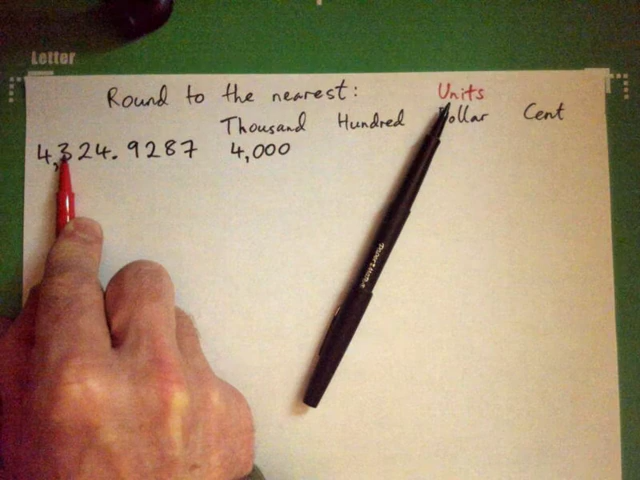 Letter
Round to the nearest: Units
Thousand Hundred Dollar Cent
4,324.9287 4,000